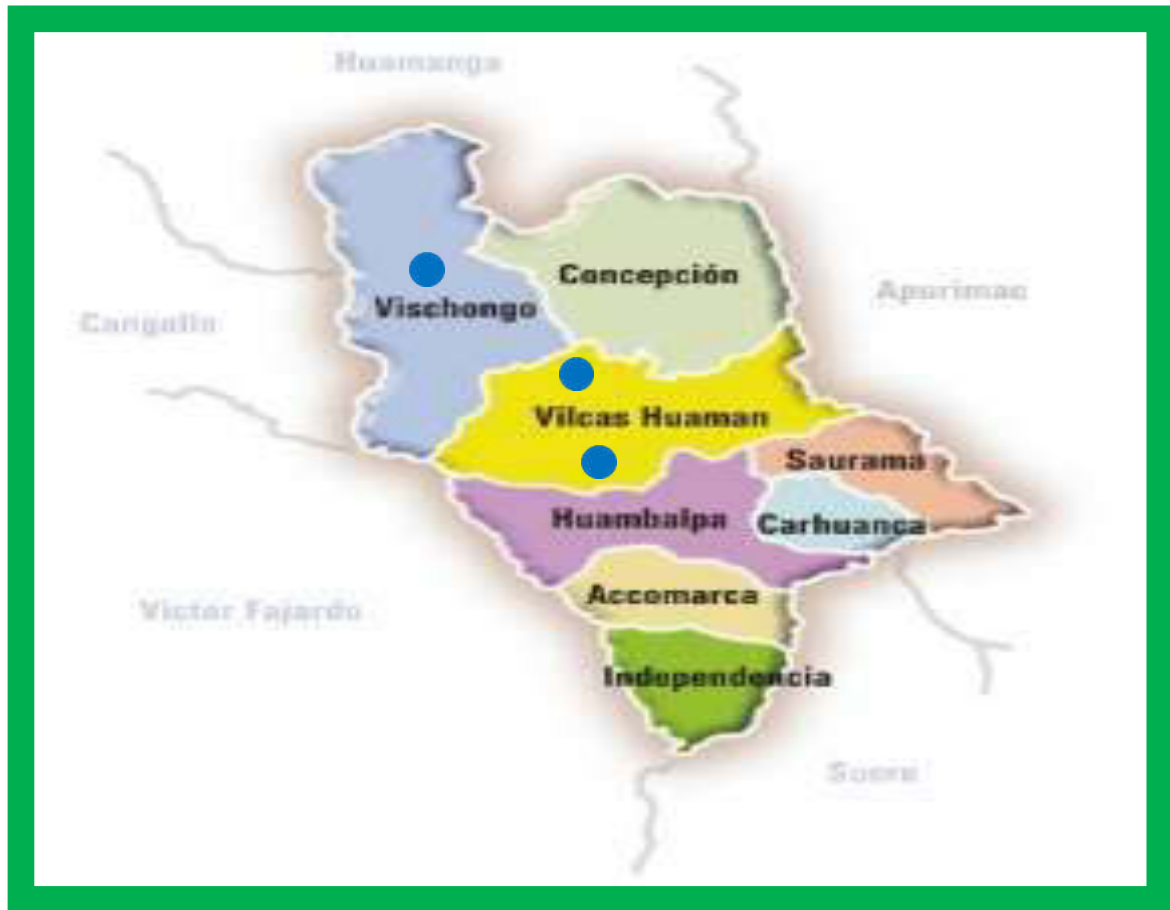 Huamanga
Concepción
Apurimac
Vischongo
Cangallo
Vilcas Huaman
Saurama
Huambalpa
Carhuanca
Accomarca
Victor Fajardo
Independencia
Sucre